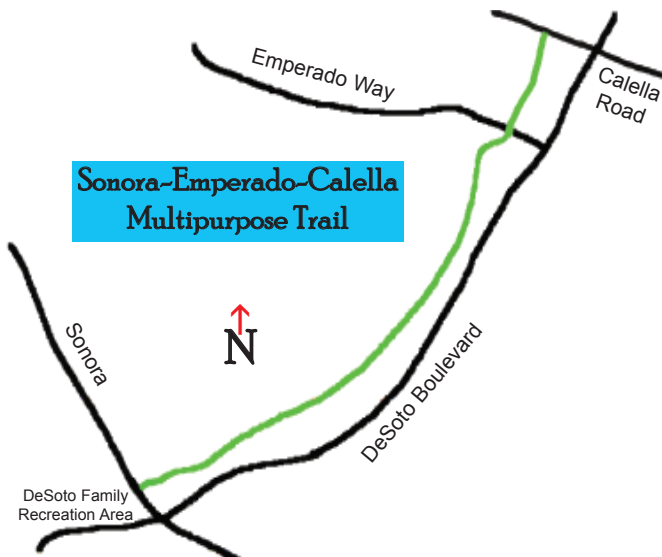 Emperado Way
Calella
Road
Sonora-Emperado-Calella
Multipurpose Trail
N
Sonora
DeSoto Boulevard
DeSoto Family
Recreation Area